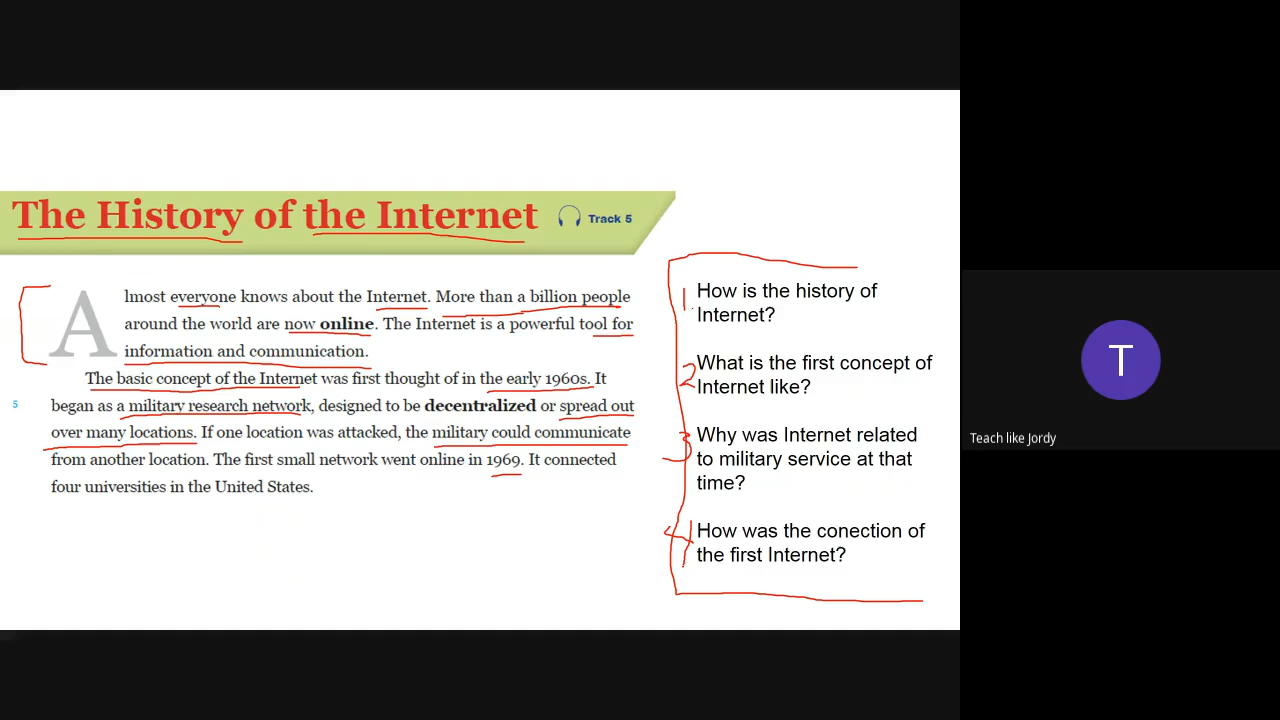 The History of the Internet
Track 5
Almost everyone knows about the Internet. More than a billion people
around the world are now online. The Internet is a powerful tool for
information and communication.
The basic concept of the Internet was first thought of in the early 1960s. It
5 began as a military research network, designed to be decentralized or spread out
over many locations. If one location was attacked, the military could communicate
from another location. The first small network went online in 1969. It connected
four universities in the United States.
1 How is the history of
Internet?
2 What is the first concept of
Internet like?
3 Why was Internet related
to military service at that
time?
4 How was the conection of
the first Internet?
T
Teach like Jordy